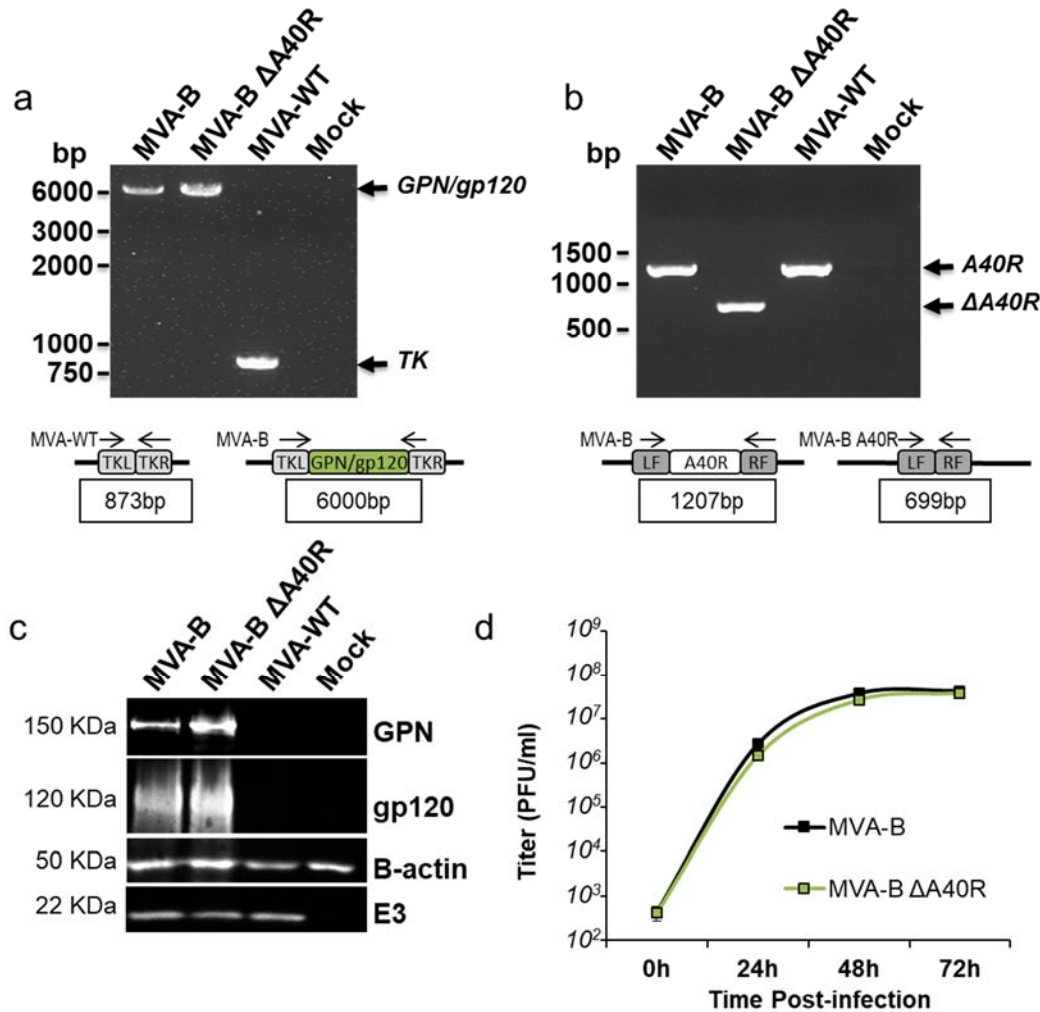 a
MVA-B
MVA-B ΔA40R
MVA-WT
Mock
bp
6000
3000
2000
1000
750
GPN/gp120
TK
MVA-WT
TKL TKR
873bp
MVA-B
TKL GPN/gp120 TKR
6000bp
b
MVA-B
MVA-B ΔA40R
MVA-WT
Mock
bp
1500
1000
500
A40R
ΔA40R
MVA-B
LF A40R RF
1207bp
MVA-B A40R
LF RF
699bp
c
MVA-B
MVA-B ΔA40R
MVA-WT
Mock
150 KDa GPN
120 KDa gp120
50 KDa B-actin
22 KDa E3
d
Titer (PFU/ml)
10⁹
10⁸
10⁷
10⁶
10⁵
10⁴
10³
10²
MVA-B
MVA-B ΔA40R
0h 24h 48h 72h
Time Post-infection